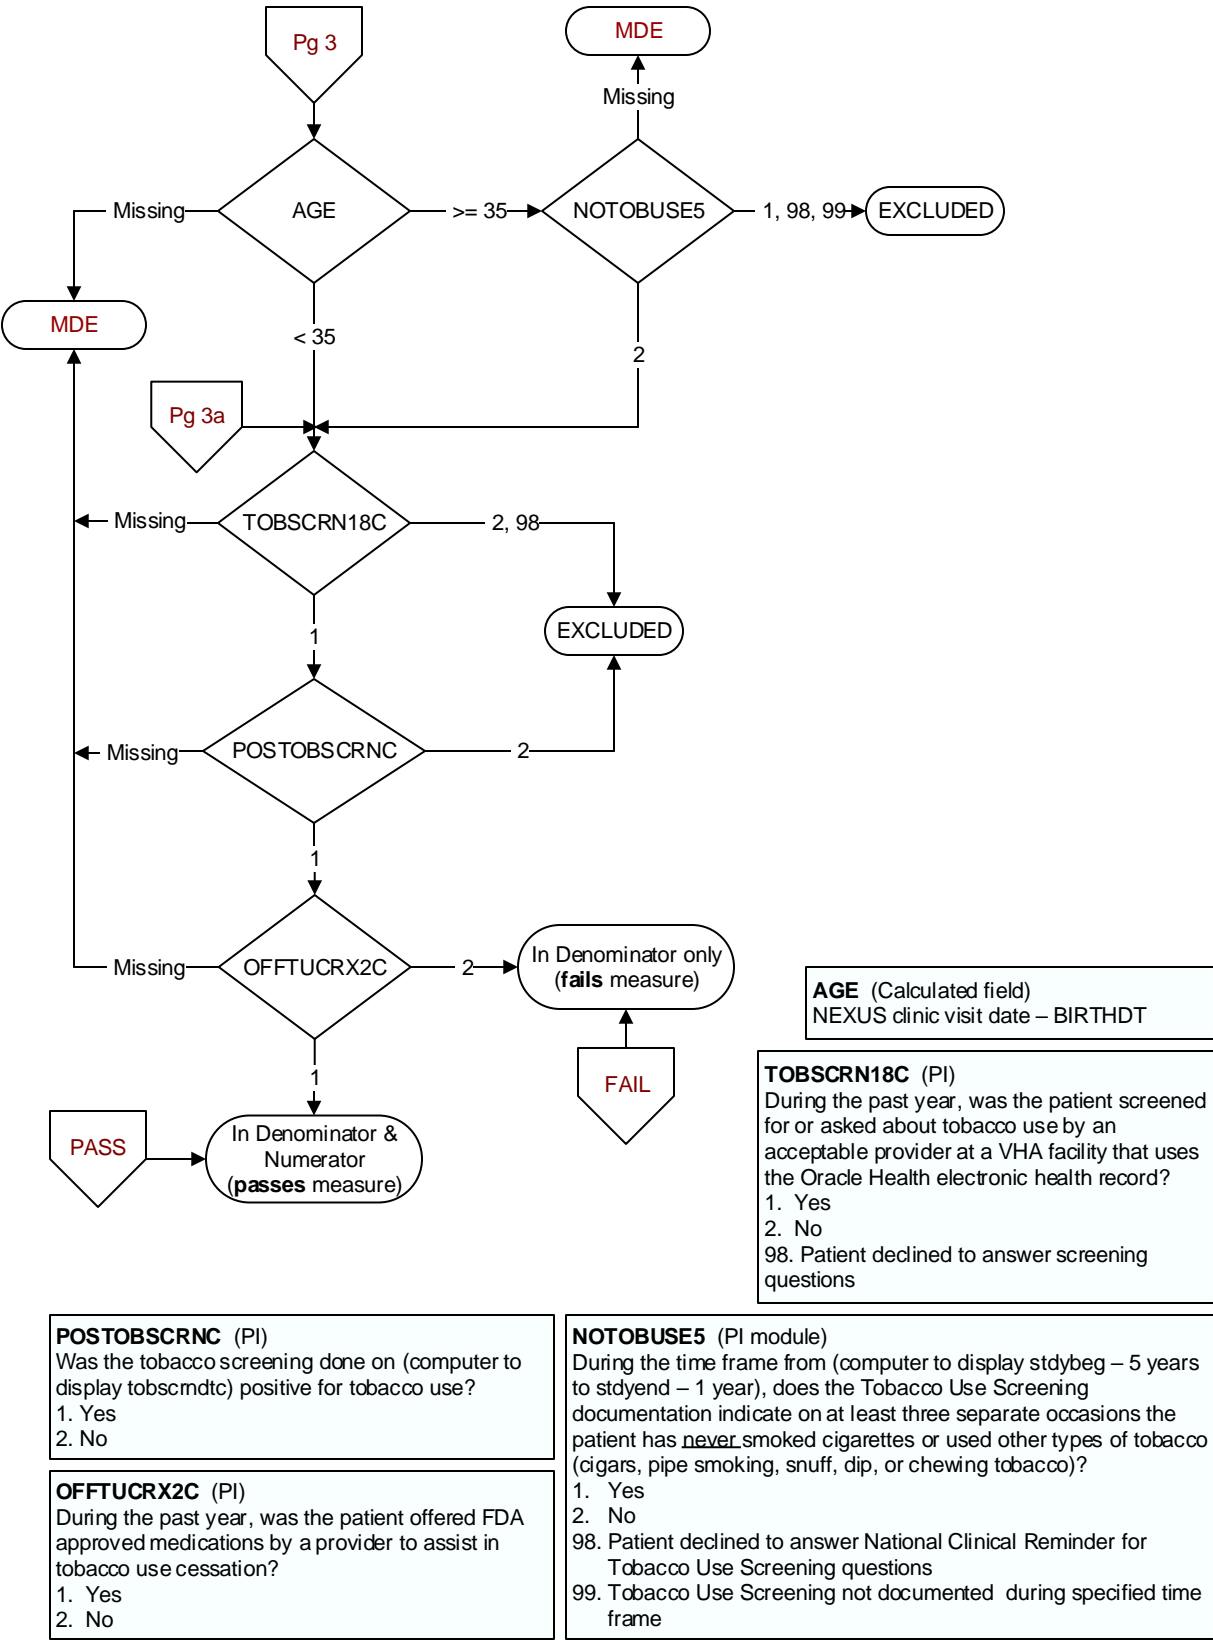 Pg 3
MDE
Missing
Missing
AGE
>= 35
NOTOBUSE5
1, 98, 99
EXCLUDED
MDE
< 35
2
Pg 3a
Missing
TOBSCRN18C
2, 98
1
EXCLUDED
Missing
POSTOBSCRNC
2
1
Missing
OFFTUCRX2C
2
In Denominator only
(fails measure)
1
FAIL
PASS
In Denominator &
Numerator
(passes measure)
AGE (Calculated field)
NEXUS clinic visit date – BIRTHDT
TOBSCRN18C (PI)
During the past year, was the patient screened
for or asked about tobacco use by an
acceptable provider at a VHA facility that uses
the Oracle Health electronic health record?
1. Yes
2. No
98. Patient declined to answer screening
questions
POSTOBSCRNC (PI)
Was the tobacco screening done on (computer to
display tobscrndtc) positive for tobacco use?
1. Yes
2. No
OFFTUCRX2C (PI)
During the past year, was the patient offered FDA
approved medications by a provider to assist in
tobacco use cessation?
1. Yes
2. No
NOTOBUSE5 (PI module)
During the time frame from (computer to display stdybeg – 5 years
to stdyend – 1 year), does the Tobacco Use Screening
documentation indicate on at least three separate occasions the
patient has never smoked cigarettes or used other types of tobacco
(cigars, pipe smoking, snuff, dip, or chewing tobacco)?
1. Yes
2. No
98. Patient declined to answer National Clinical Reminder for
Tobacco Use Screening questions
99. Tobacco Use Screening not documented during specified time
frame